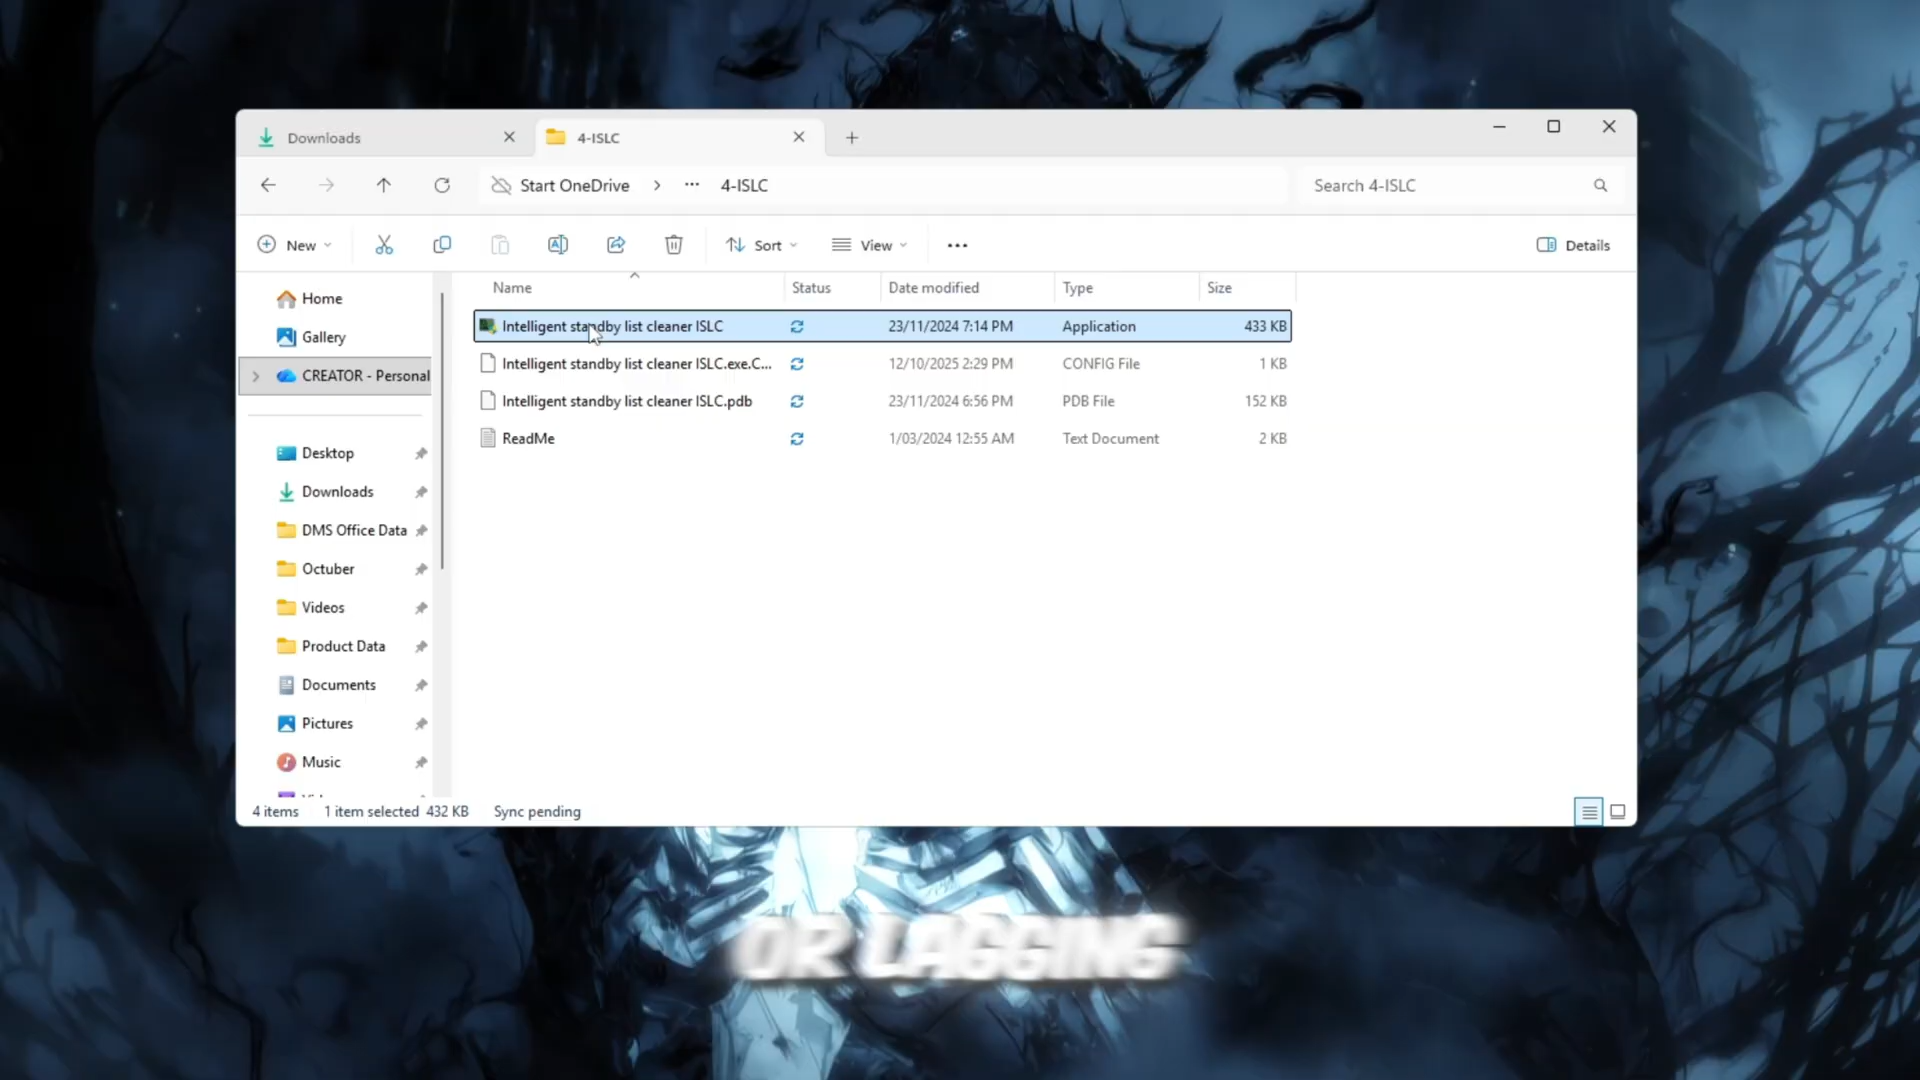 Downloads
4-ISLC
Start OneDrive > ... 4-ISLC
Search 4-ISLC
New
Sort
View
Details
Name Status Date modified Type Size
Intelligent standby list cleaner ISLC 23/11/2024 7:14 PM Application 433 KB
Intelligent standby list cleaner ISLC.exe.C... 12/10/2025 2:29 PM CONFIG File 1 KB
Intelligent standby list cleaner ISLC.pdb 23/11/2024 6:56 PM PDB File 152 KB
ReadMe 1/03/2024 12:55 AM Text Document 2 KB
Home
Gallery
CREATOR - Personal
Desktop
Downloads
DMS Office Data
Octuber
Videos
Product Data
Documents
Pictures
Music
4 items 1 item selected 432 KB Sync pending
OR LAGGING